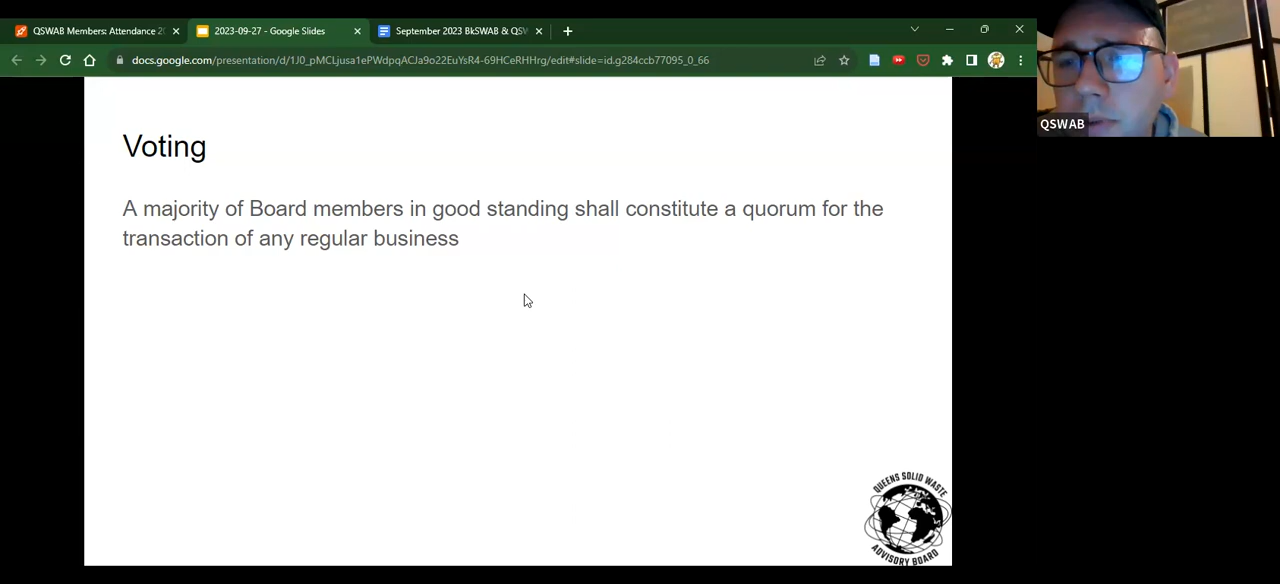 QSWAB Members: Attendance 20
2023-09-27 - Google Slides
September 2023 BkSWAB & QSW
docs.google.com/presentation/d/1J0_pMCLjusa1ePWdpqACJa9o22EuYsR4-69HCeRHHrg/edit#slide=id.g284ccb77095_0_66
QSWAB
Voting
A majority of Board members in good standing shall constitute a quorum for the
transaction of any regular business
QUEENS SOLID WASTE
ADVISORY BOARD